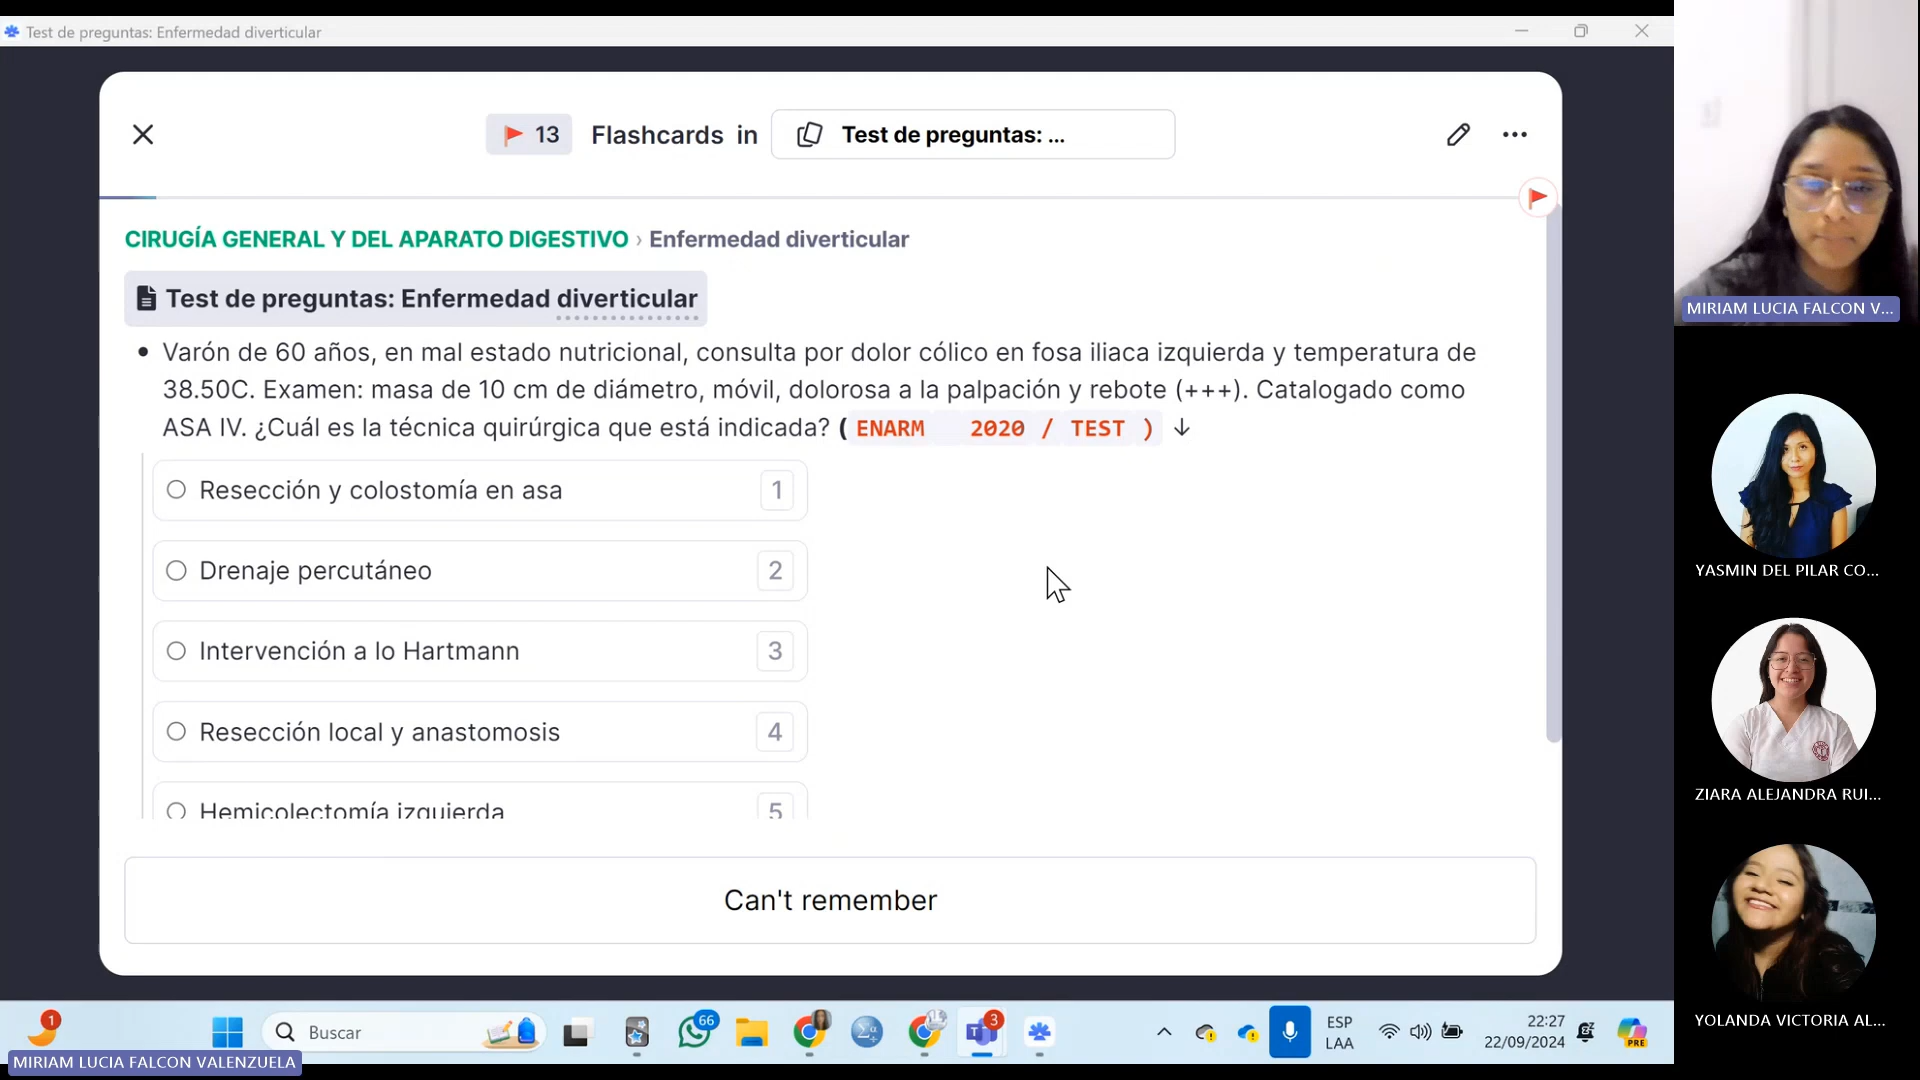 Test de preguntas: Enfermedad diverticular
13 Flashcards in Test de preguntas: ...
CIRUGÍA GENERAL Y DEL APARATO DIGESTIVO › Enfermedad diverticular
Test de preguntas: Enfermedad diverticular
• Varón de 60 años, en mal estado nutricional, consulta por dolor cólico en fosa iliaca izquierda y temperatura de
38.50C. Examen: masa de 10 cm de diámetro, móvil, dolorosa a la palpación y rebote (+++). Catalogado como
ASA IV. ¿Cuál es la técnica quirúrgica que está indicada? ( ENARM 2020 / TEST ) ↓
Resección y colostomía en asa 1
Drenaje percutáneo 2
Intervención a lo Hartmann 3
Resección local y anastomosis 4
Hemicolectomía izquierda 5
Can't remember
MIRIAM LUCIA FALCON V...
YASMIN DEL PILAR CO...
ZIARA ALEJANDRA RUI...
YOLANDA VICTORIA AL...
1
Buscar
66
3
ESP
LAA
22:27
22/09/2024
PRE
MIRIAM LUCIA FALCON VALENZUELA